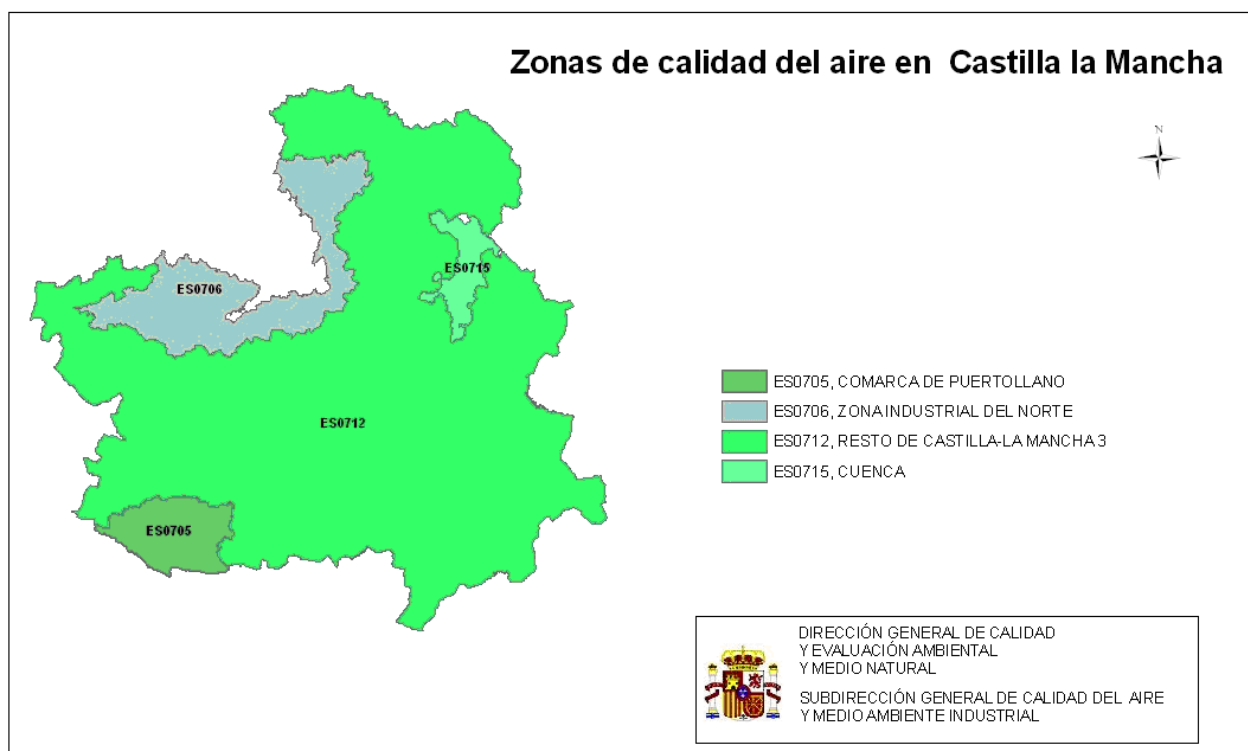 Zonas de calidad del aire en Castilla la Mancha
N
ES0715
ES0706
ES0712
ES0705
ES0705, COMARCA DE PUERTOLLANO
ES0706, ZONA INDUSTRIAL DEL NORTE
ES0712, RESTO DE CASTILLA-LA MANCHA 3
ES0715, CUENCA
DIRECCIÓN GENERAL DE CALIDAD
Y EVALUACIÓN AMBIENTAL
Y MEDIO NATURAL
SUBDIRECCIÓN GENERAL DE CALIDAD DEL AIRE
Y MEDIO AMBIENTE INDUSTRIAL